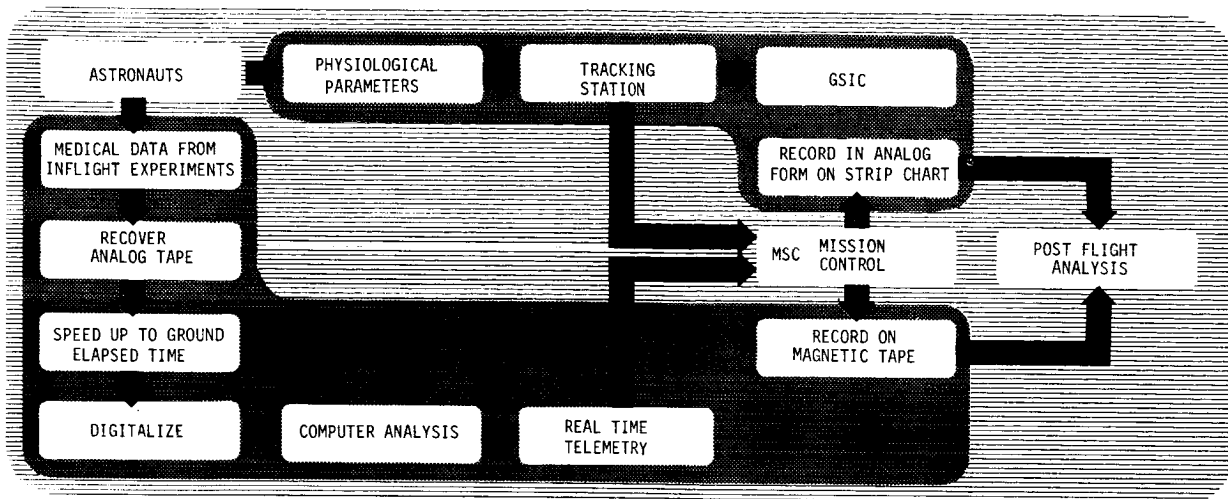 ASTRONAUTS
PHYSIOLOGICAL
PARAMETERS
TRACKING
STATION
GSIC
MEDICAL DATA FROM
INFLIGHT EXPERIMENTS
RECORD IN ANALOG
FORM ON STRIP CHART
RECOVER
ANALOG TAPE
MSC MISSION
CONTROL
POST FLIGHT
ANALYSIS
SPEED UP TO GROUND
ELAPSED TIME
RECORD ON
MAGNETIC TAPE
DIGITALIZE
COMPUTER ANALYSIS
REAL TIME
TELEMETRY